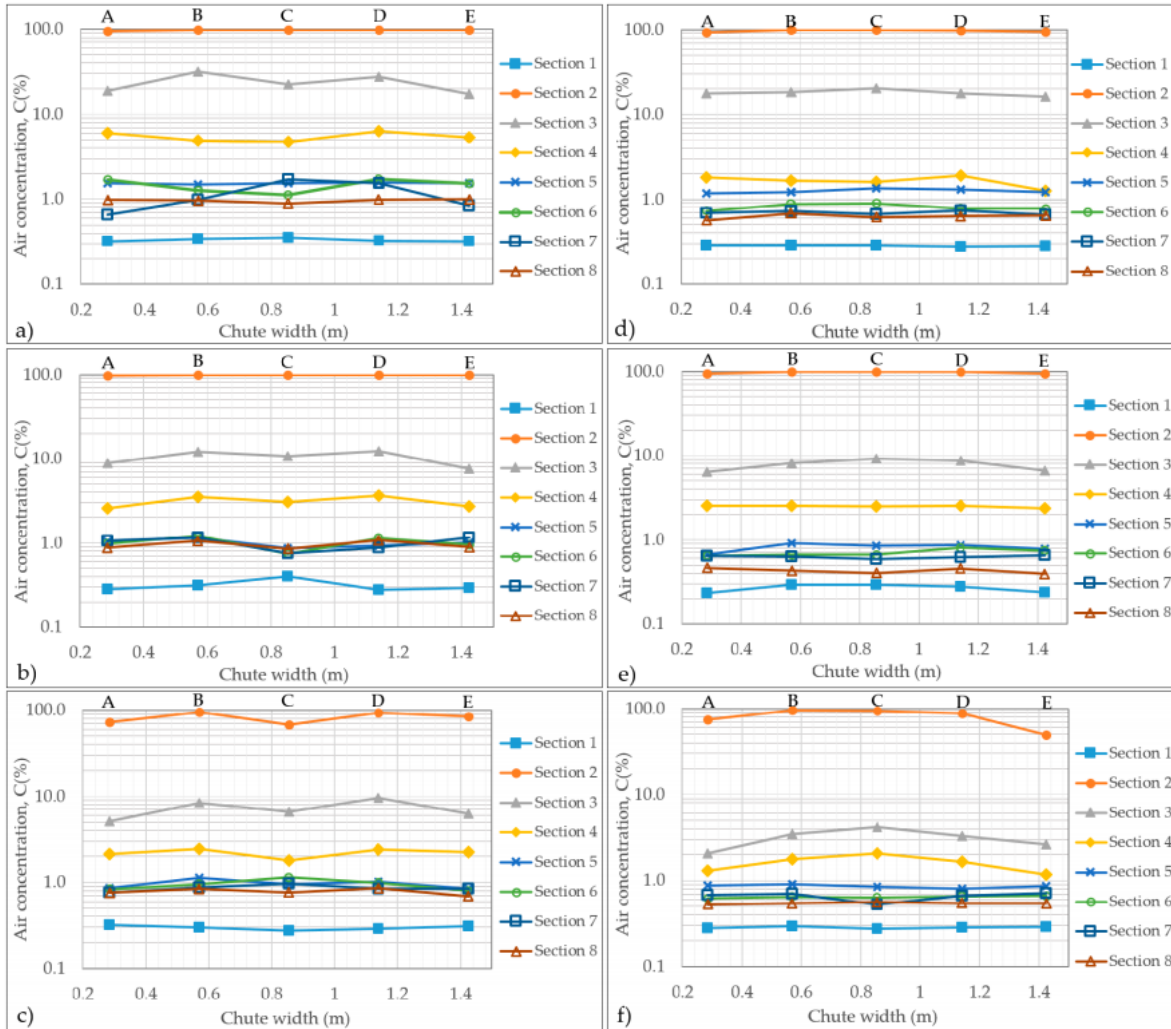 A B C D E
100.0
10.0
1.0
0.1
Air concentration, C(%)
0.2 0.4 0.6 0.8 1 1.2 1.4
Chute width (m)
a)
Section 1
Section 2
Section 3
Section 4
Section 5
Section 6
Section 7
Section 8
A B C D E
100.0
10.0
1.0
0.1
Air concentration, C(%)
0.2 0.4 0.6 0.8 1 1.2 1.4
Chute width (m)
d)
Section 1
Section 2
Section 3
Section 4
Section 5
Section 6
Section 7
Section 8
A B C D E
100.0
10.0
1.0
0.1
Air concentration, C(%)
0.2 0.4 0.6 0.8 1 1.2 1.4
Chute width (m)
b)
Section 1
Section 2
Section 3
Section 4
Section 5
Section 6
Section 7
Section 8
A B C D E
100.0
10.0
1.0
0.1
Air concentration, C(%)
0.2 0.4 0.6 0.8 1 1.2 1.4
Chute width (m)
e)
Section 1
Section 2
Section 3
Section 4
Section 5
Section 6
Section 7
Section 8
A B C D E
100.0
10.0
1.0
0.1
Air concentration, C(%)
0.2 0.4 0.6 0.8 1 1.2 1.4
Chute width (m)
c)
Section 1
Section 2
Section 3
Section 4
Section 5
Section 6
Section 7
Section 8
A B C D E
100.0
10.0
1.0
0.1
Air concentration, C(%)
0.2 0.4 0.6 0.8 1 1.2 1.4
Chute width (m)
f)
Section 1
Section 2
Section 3
Section 4
Section 5
Section 6
Section 7
Section 8